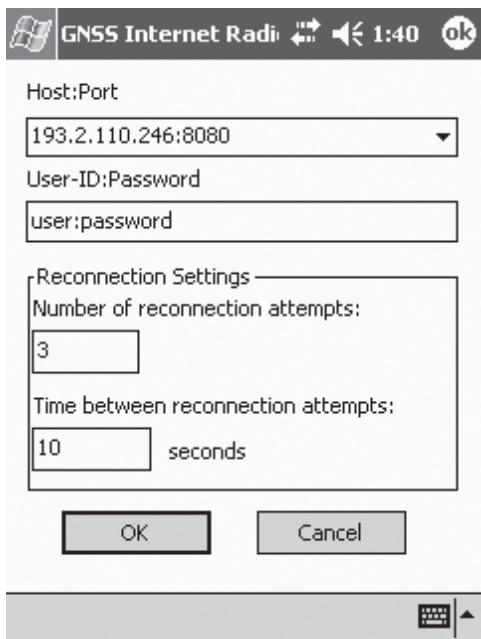 GNSS Internet Radi 1:40 ok
Host:Port
193.2.110.246:8080
User-ID:Password
user:password
Reconnection Settings
Number of reconnection attempts:
3
Time between reconnection attempts:
10 seconds
OK Cancel